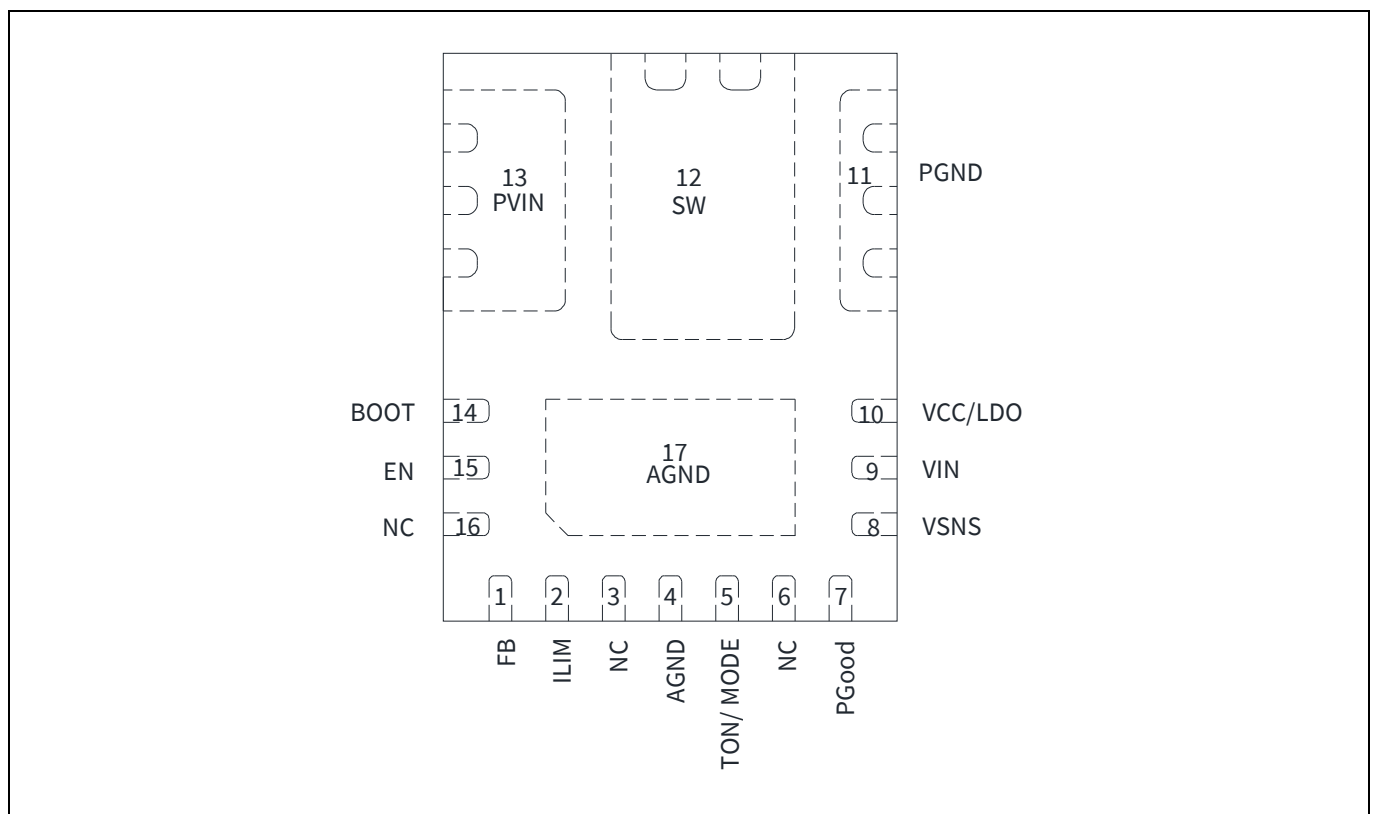 13
PVIN
12
SW
11
PGND
BOOT
14
10
VCC/LDO
17
AGND
EN
15
9
VIN
NC
16
8
VSNS
1
2
3
4
5
6
7
FB
ILIM
NC
AGND
TON/ MODE
NC
PGood